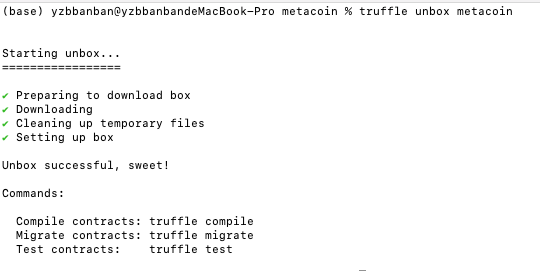 (base) yzbbanban@yzbbanbandeMacBook-Pro metacoin % truffle unbox metacoin
Starting unbox...
=================
✔ Preparing to download box
✔ Downloading
✔ Cleaning up temporary files
✔ Setting up box
Unbox successful, sweet!
Commands:
Compile contracts: truffle compile
Migrate contracts: truffle migrate
Test contracts:    truffle test